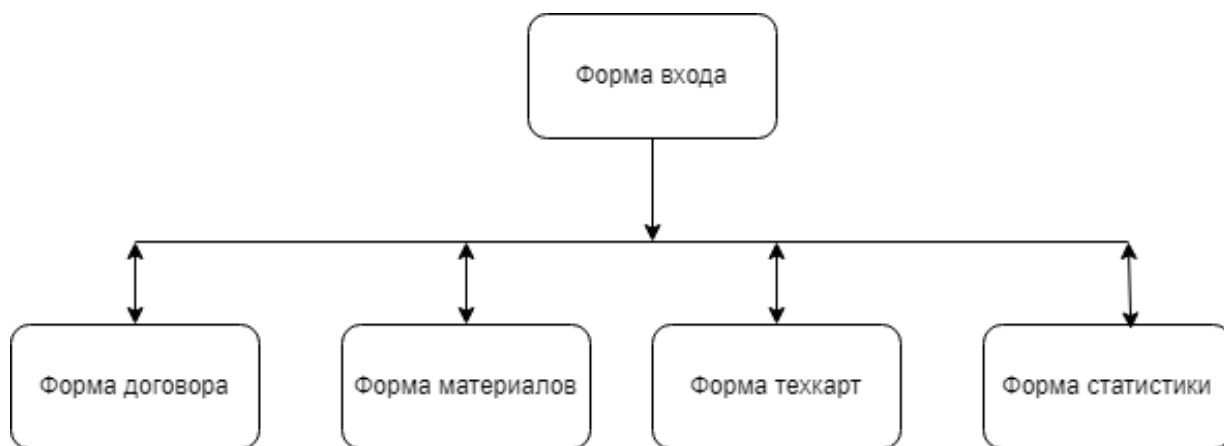 Форма входа
Форма договора
Форма материалов
Форма техкарт
Форма статистики